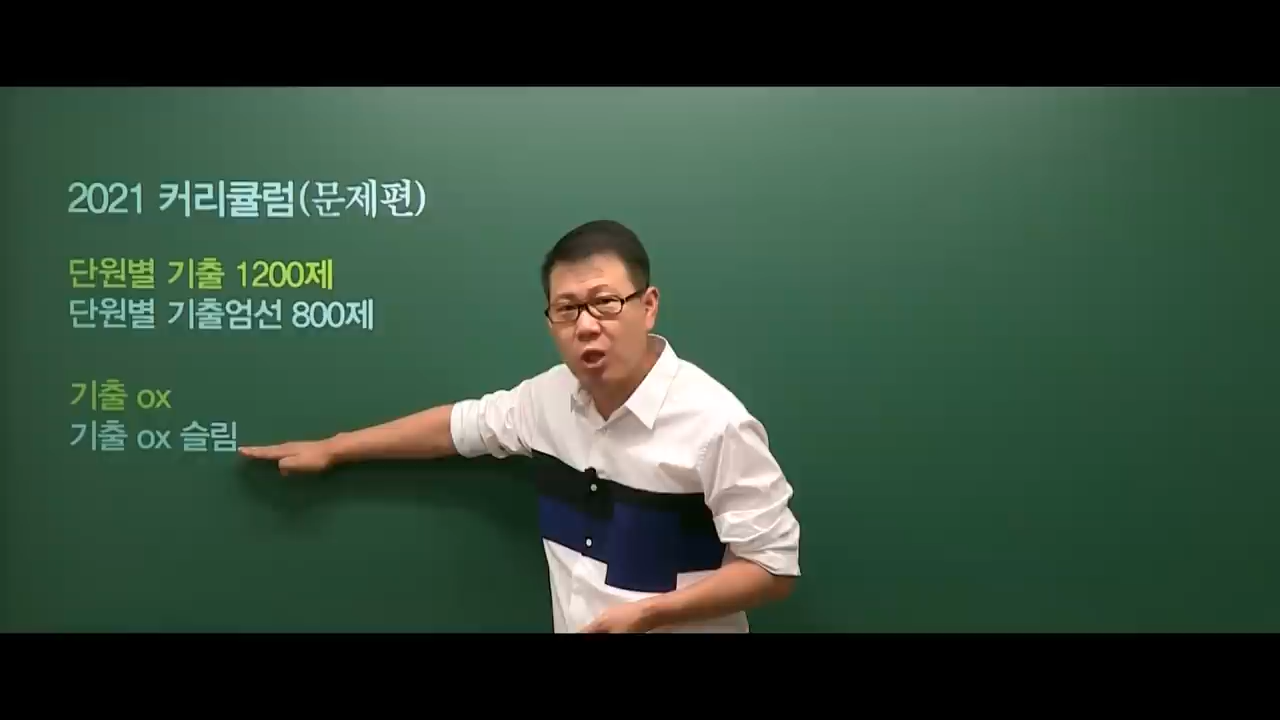 2021 커리큘럼(문제편)
단원별 기출 1200제
단원별 기출엄선 800제
기출 ox
기출 ox 슬림